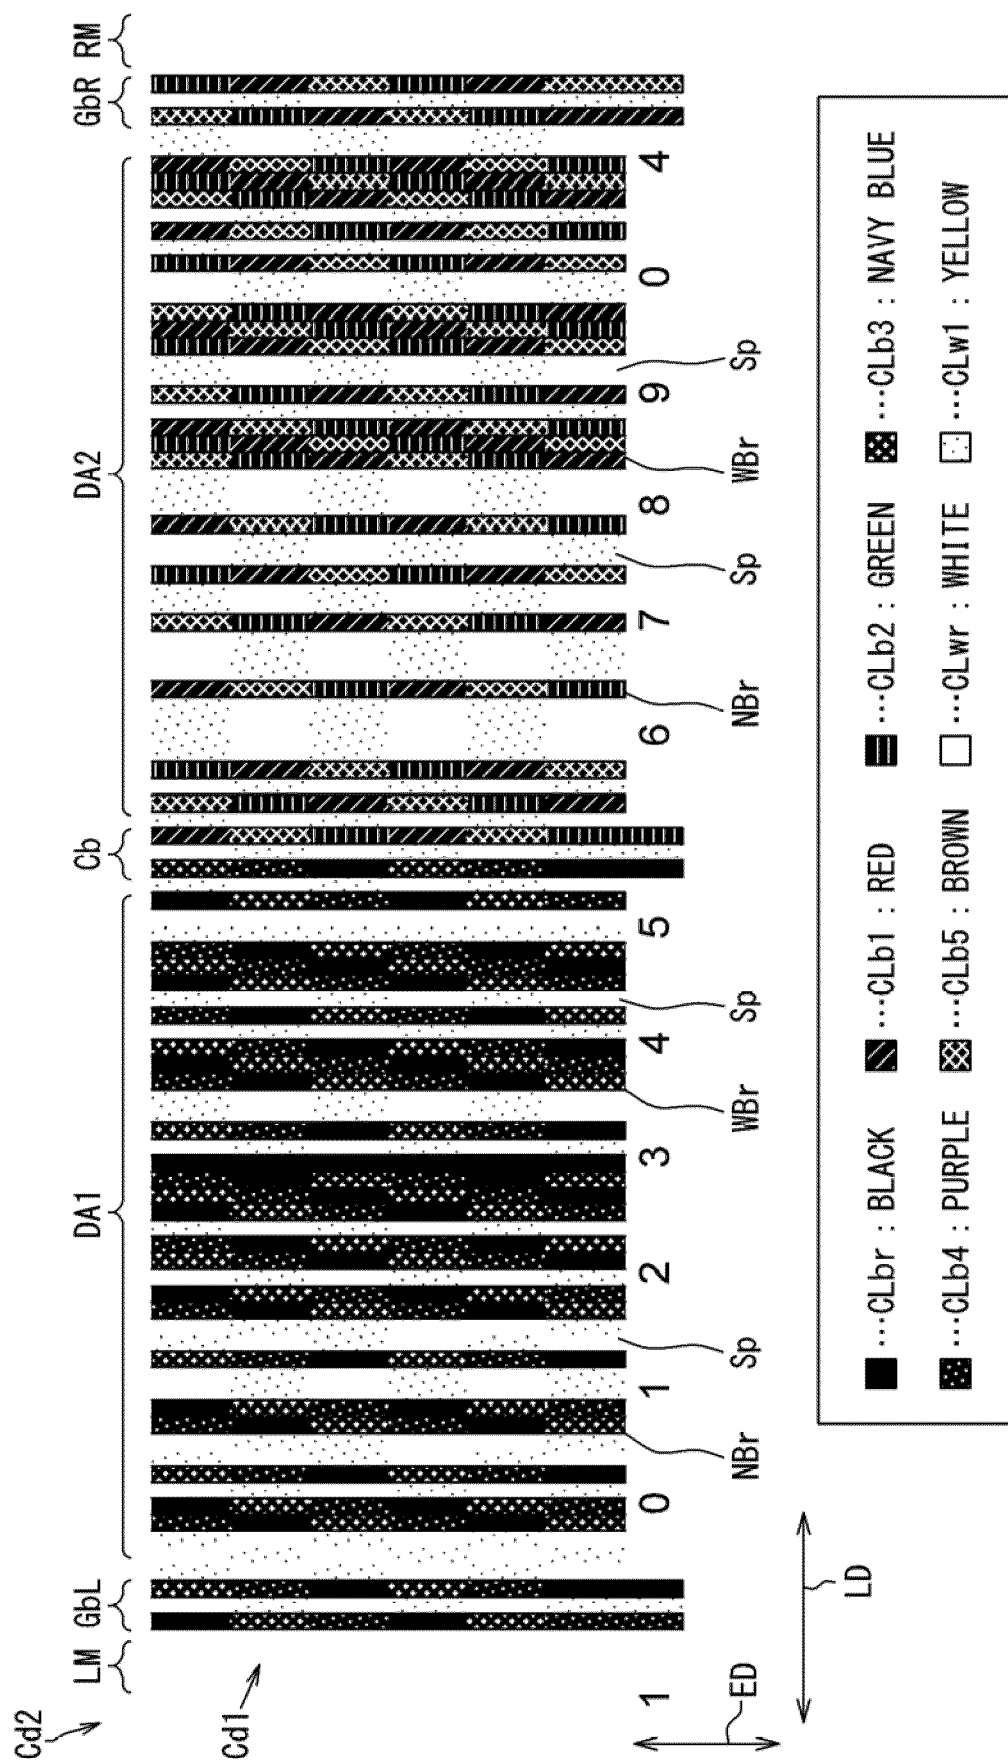 Cd2
LM GbL DA1 Cb DA2 GbR RM
Cd1
1 0 1 2 3 4 5 6 7 8 9 0 4
ED NBr Sp WBr Sp NBr Sp WBr Sp
LD
···CLbr : BLACK ···CLb1 : RED ···CLb2 : GREEN ···CLb3 : NAVY BLUE
···CLb4 : PURPLE ···CLb5 : BROWN ···CLwr : WHITE ···CLw1 : YELLOW